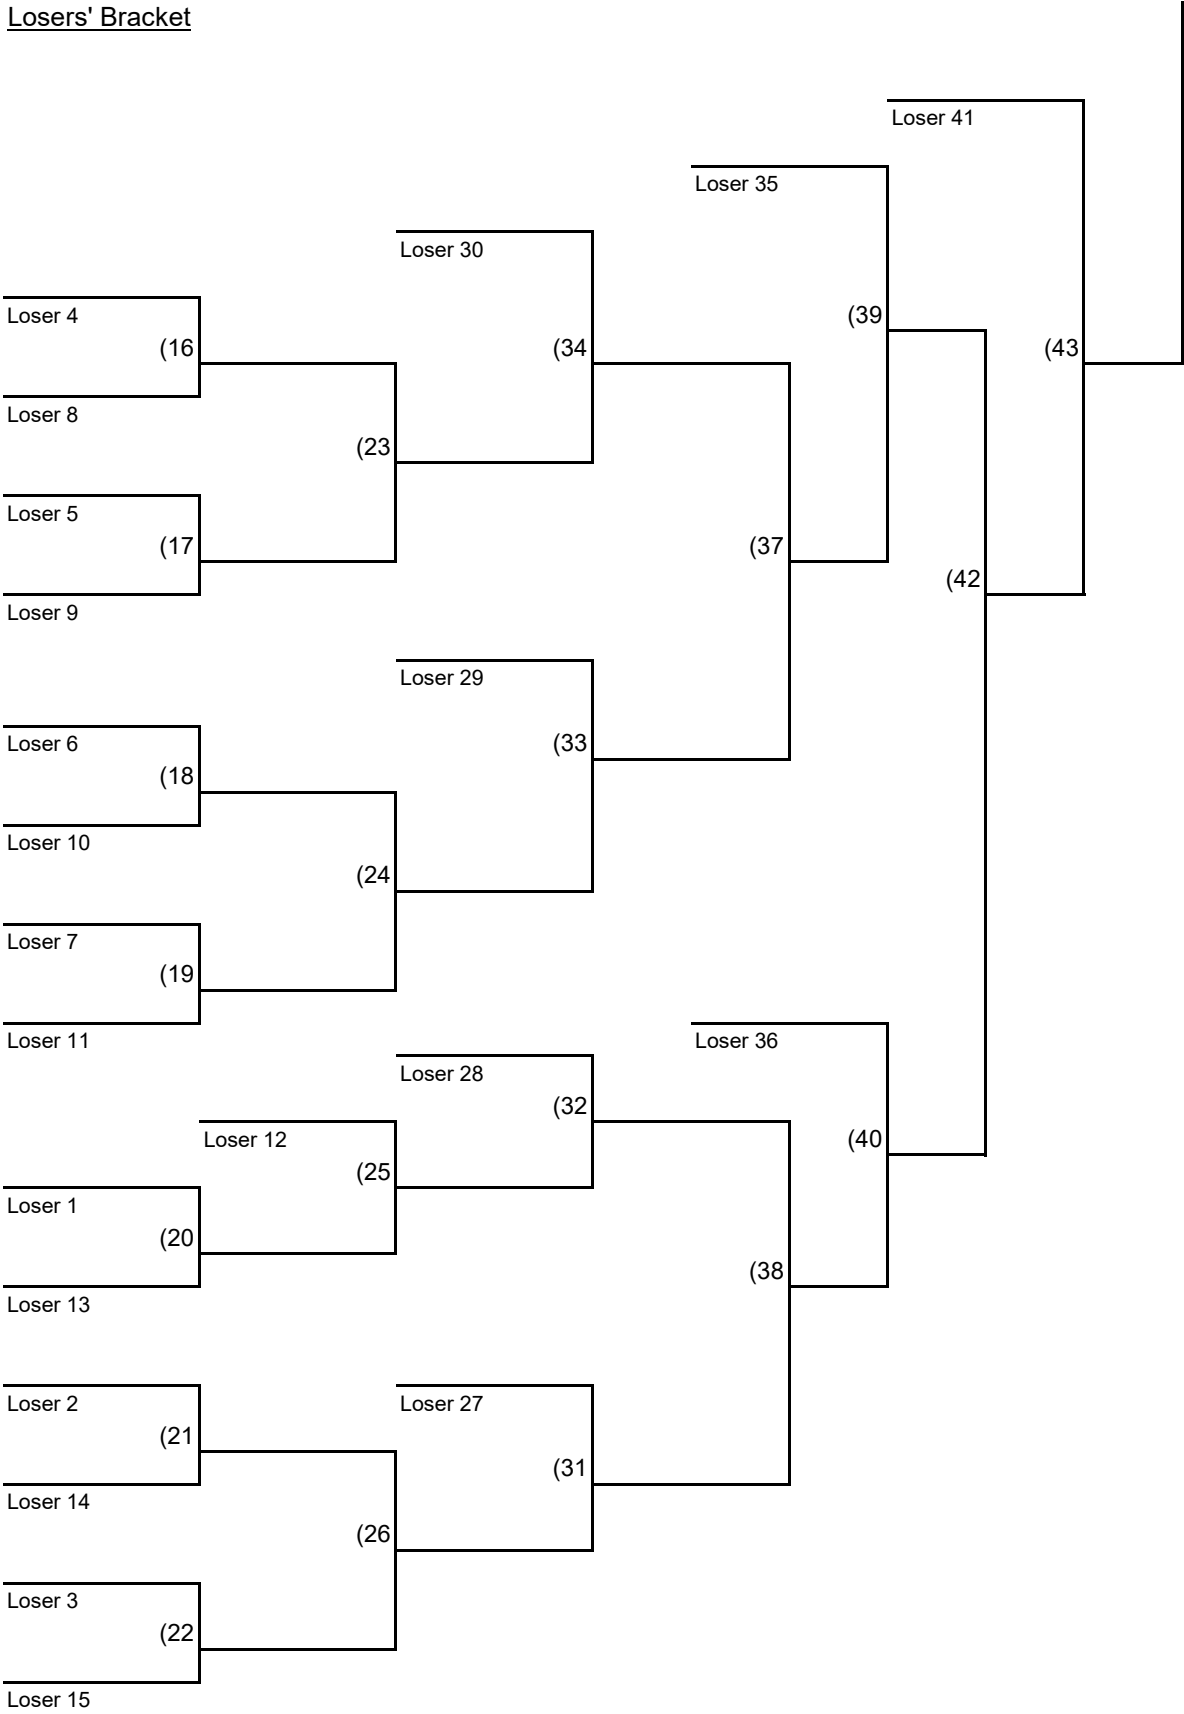 Losers' Bracket
Loser 41
Loser 35
Loser 30
Loser 4
(39
(16
(34
(43
Loser 8
(23
Loser 5
(17
(37
(42
Loser 9
Loser 29
Loser 6
(33
(18
Loser 10
(24
Loser 7
(19
Loser 11
Loser 36
Loser 28
(32
Loser 12
(40
(25
Loser 1
(20
(38
Loser 13
Loser 2
Loser 27
(21
(31
Loser 14
(26
Loser 3
(22
Loser 15